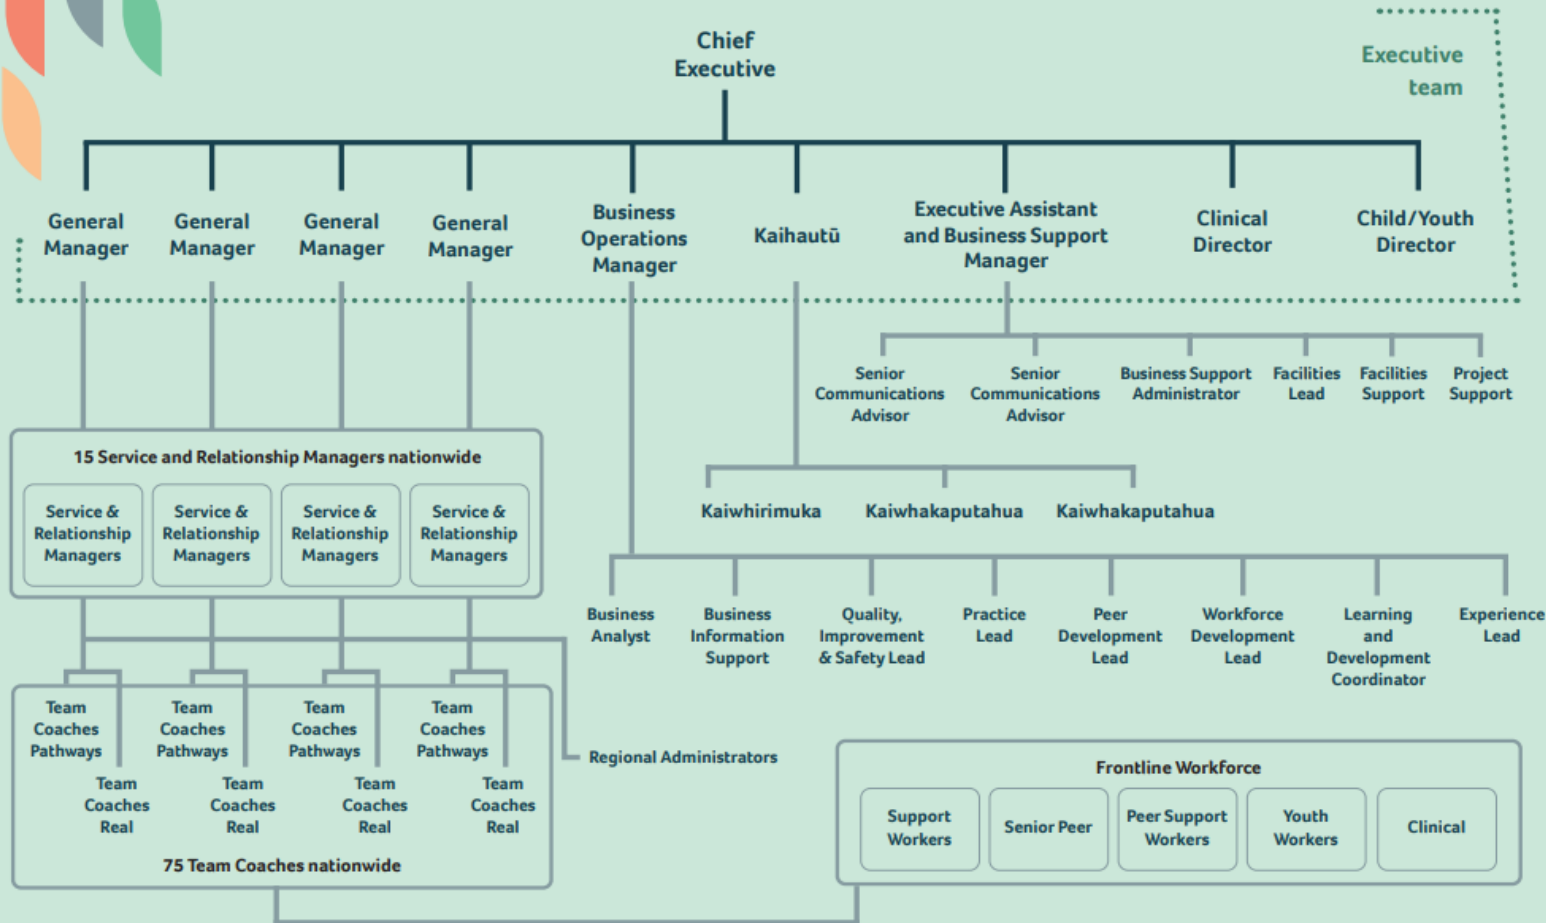 Chief
Executive
Executive
team
General
Manager
General
Manager
General
Manager
General
Manager
Business
Operations
Manager
Kaihautū
Executive Assistant
and Business Support
Manager
Clinical
Director
Child/Youth
Director
Senior
Communications
Advisor
Senior
Communications
Advisor
Business Support
Administrator
Facilities
Lead
Facilities
Support
Project
Support
15 Service and Relationship Managers nationwide
Service &
Relationship
Managers
Service &
Relationship
Managers
Service &
Relationship
Managers
Service &
Relationship
Managers
Kaiwhirimuka
Kaiwhakaputahua
Kaiwhakaputahua
Business
Analyst
Business
Information
Support
Quality,
Improvement
& Safety Lead
Practice
Lead
Peer
Development
Lead
Workforce
Development
Lead
Learning
and
Development
Coordinator
Experience
Lead
Team
Coaches
Pathways
Team
Coaches
Pathways
Team
Coaches
Pathways
Team
Coaches
Pathways
Team
Coaches
Real
Team
Coaches
Real
Team
Coaches
Real
Team
Coaches
Real
75 Team Coaches nationwide
Regional Administrators
Frontline Workforce
Support
Workers
Senior Peer
Peer Support
Workers
Youth
Workers
Clinical